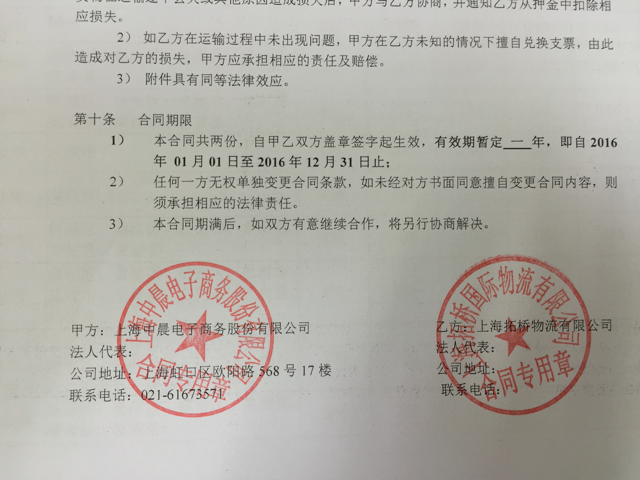 应损失。
2） 如乙方在运输过程中未出现问题，甲方在乙方未知的情况下擅自兑换支票，由此
造成对乙方的损失，甲方应承担相应的责任及赔偿。
3） 附件具有同等法律效应。
第十条 合同期限
1） 本合同共两份，自甲乙双方盖章签字起生效，有效期暂定 一 年，即自 2016
年 01 月 01 日至 2016 年 12 月 31 日止；
2） 任何一方无权单独变更合同条款，如未经对方书面同意擅自变更合同内容，则
须承担相应的法律责任。
3） 本合同期满后，如双方有意继续合作，将另行协商解决。
甲方：上海中晨电子商务股份有限公司
法人代表：
公司地址：上海虹口区欧阳路 568 号 17 楼
联系电话：021-61673571
上海中晨电子商务股份有限公司
合同专用章
乙方：上海拓桥物流有限公司
法人代表：
公司地址：
联系电话：
桥国际物流有限公司
合同专用章